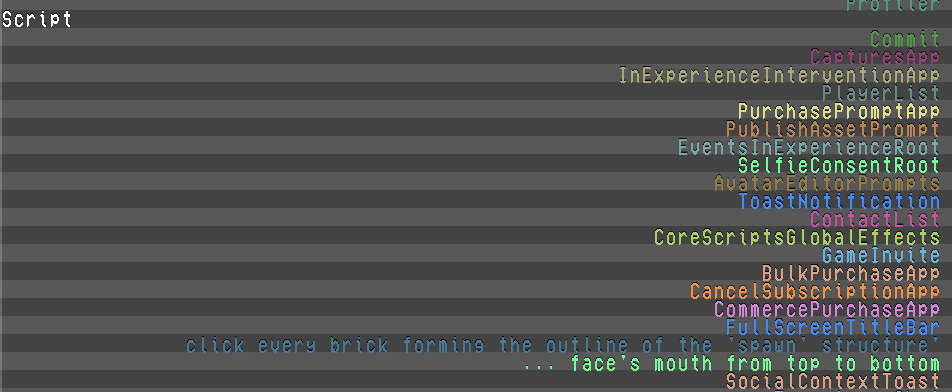 Profiler
Script
Commit
CapturesApp
InExperienceInterventionApp
PlayerList
PurchasePromptApp
PublishAssetPrompt
EventsInExperienceRoot
SelfieConsentRoot
AvatarEditorPrompts
ToastNotification
ContactList
CoreScriptsGlobalEffects
GameInvite
BulkPurchaseApp
CancelSubscriptionApp
CommercePurchaseApp
FullScreenTitleBar
click every brick forming the outline of the 'spawn' structure'
... face's mouth from top to bottom
SocialContextToast